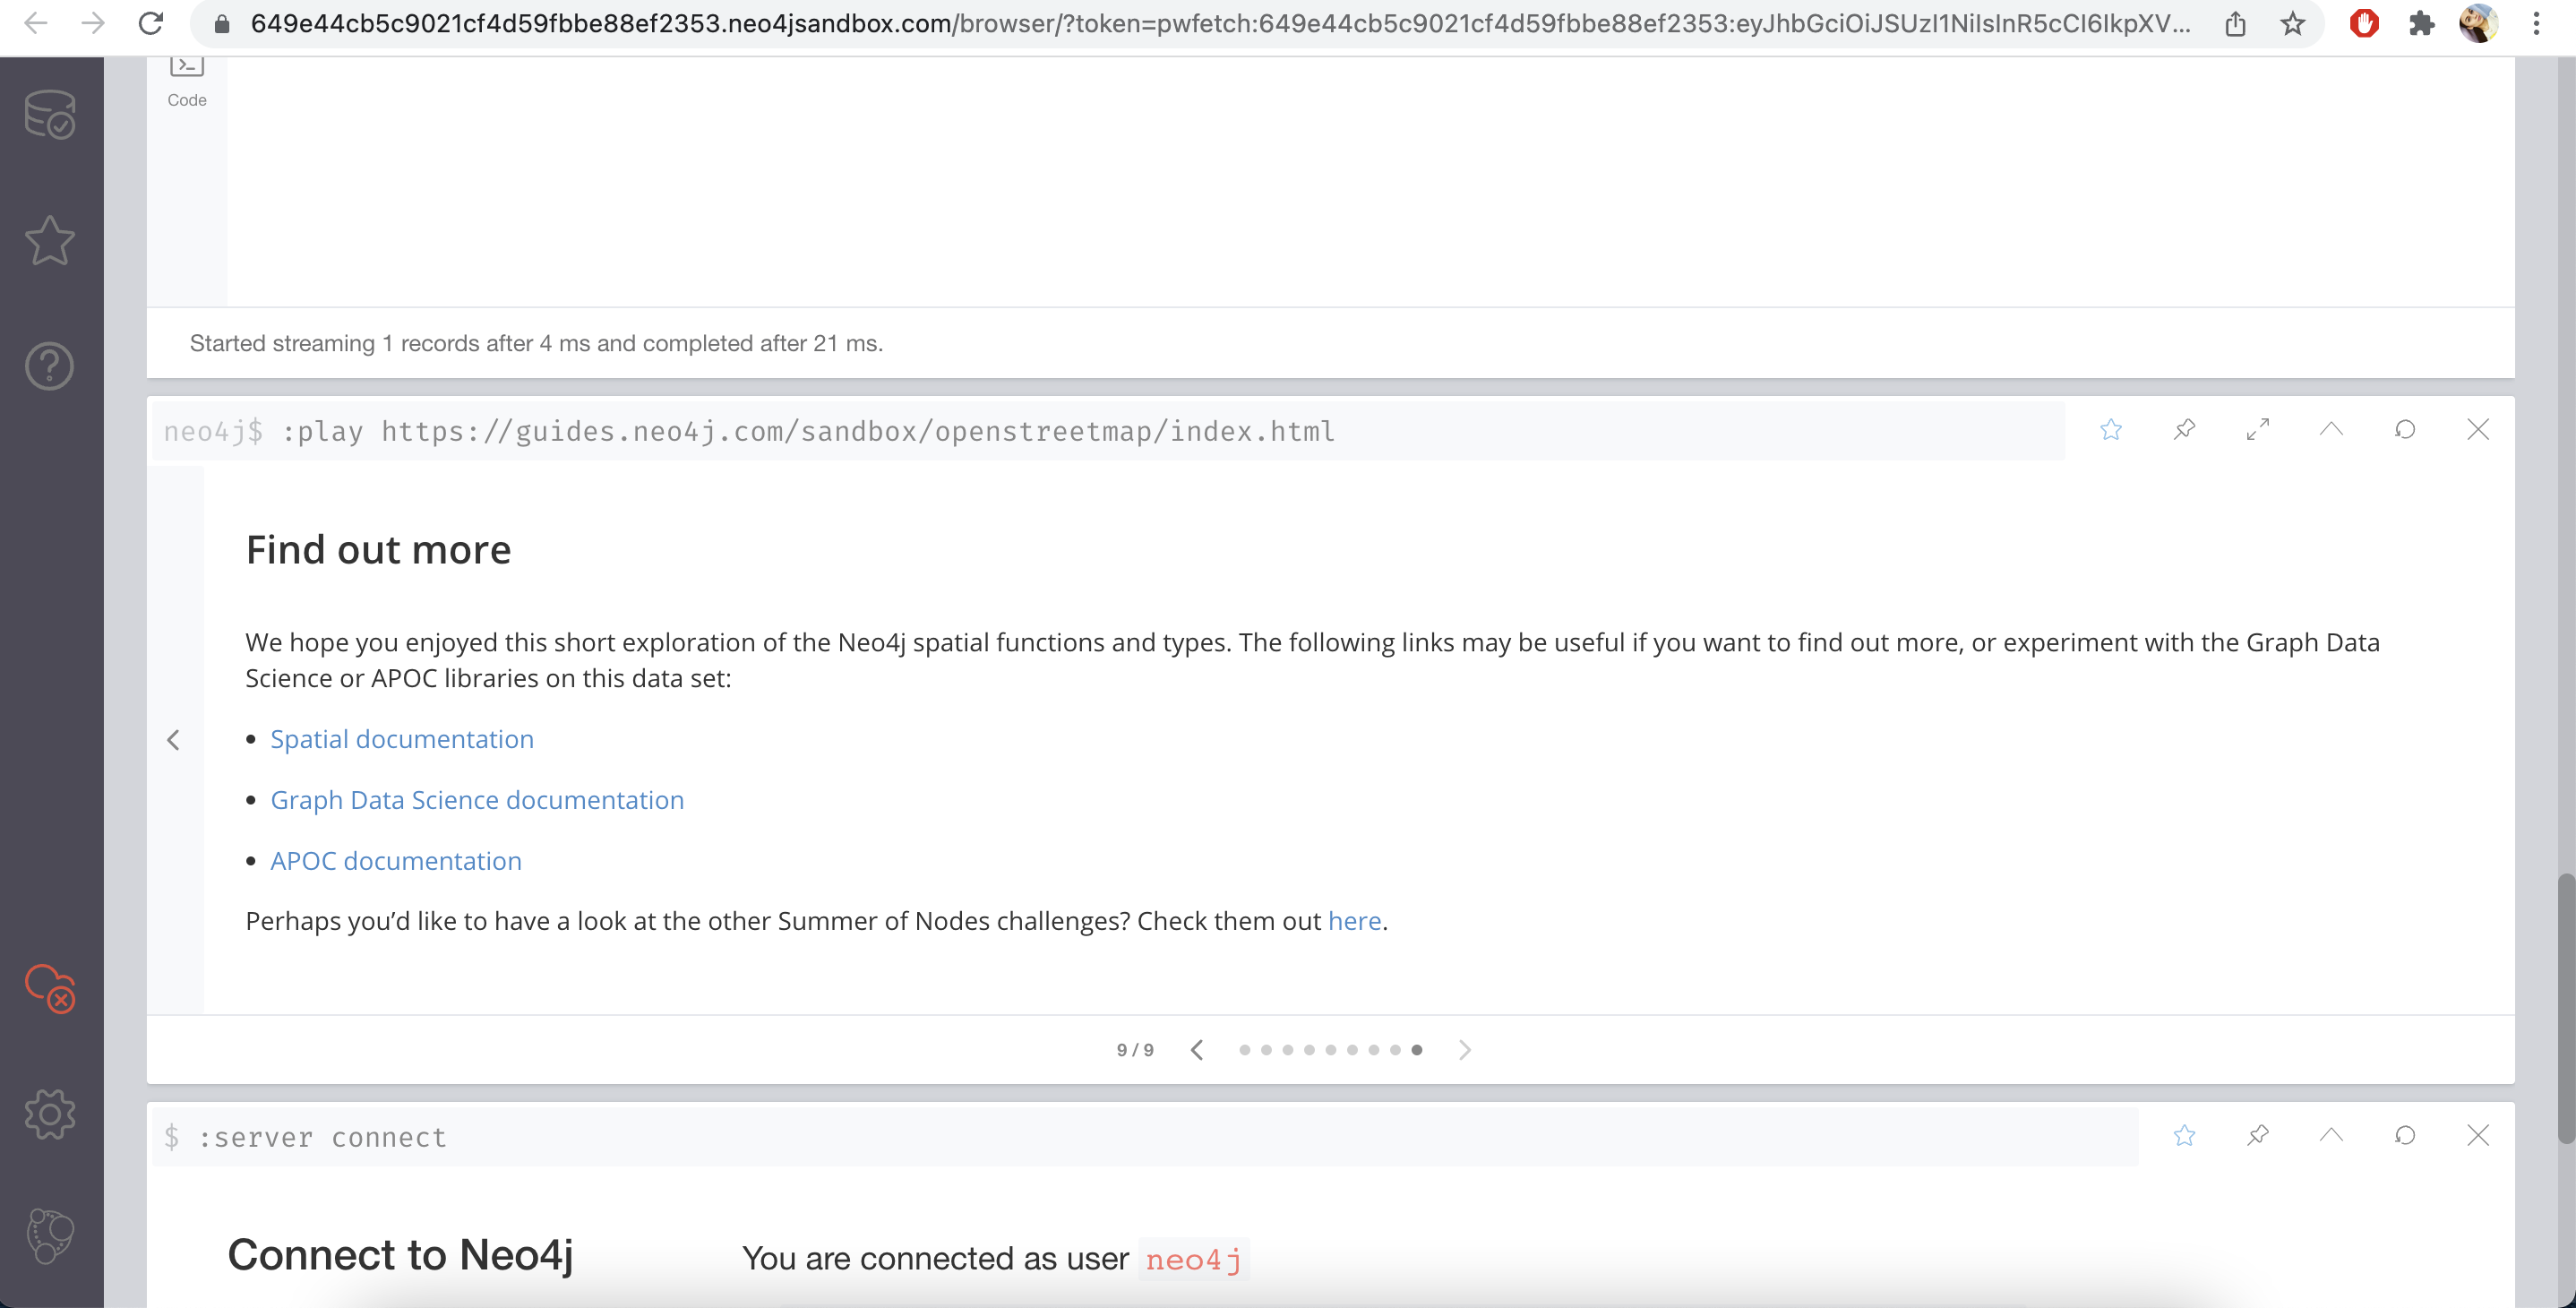 649e44cb5c9021cf4d59fbbe88ef2353.neo4jsandbox.com/browser/?token=pwfetch:649e44cb5c9021cf4d59fbbe88ef2353:eyJhbGciOiJSUzI1NiIsInR5cCI6IkpXV...
Code
Started streaming 1 records after 4 ms and completed after 21 ms.
neo4j$ :play https://guides.neo4j.com/sandbox/openstreetmap/index.html
Find out more
We hope you enjoyed this short exploration of the Neo4j spatial functions and types. The following links may be useful if you want to find out more, or experiment with the Graph Data
Science or APOC libraries on this data set:
• Spatial documentation
• Graph Data Science documentation
• APOC documentation
Perhaps you’d like to have a look at the other Summer of Nodes challenges? Check them out here.
9 / 9
$ :server connect
Connect to Neo4j
You are connected as user neo4j